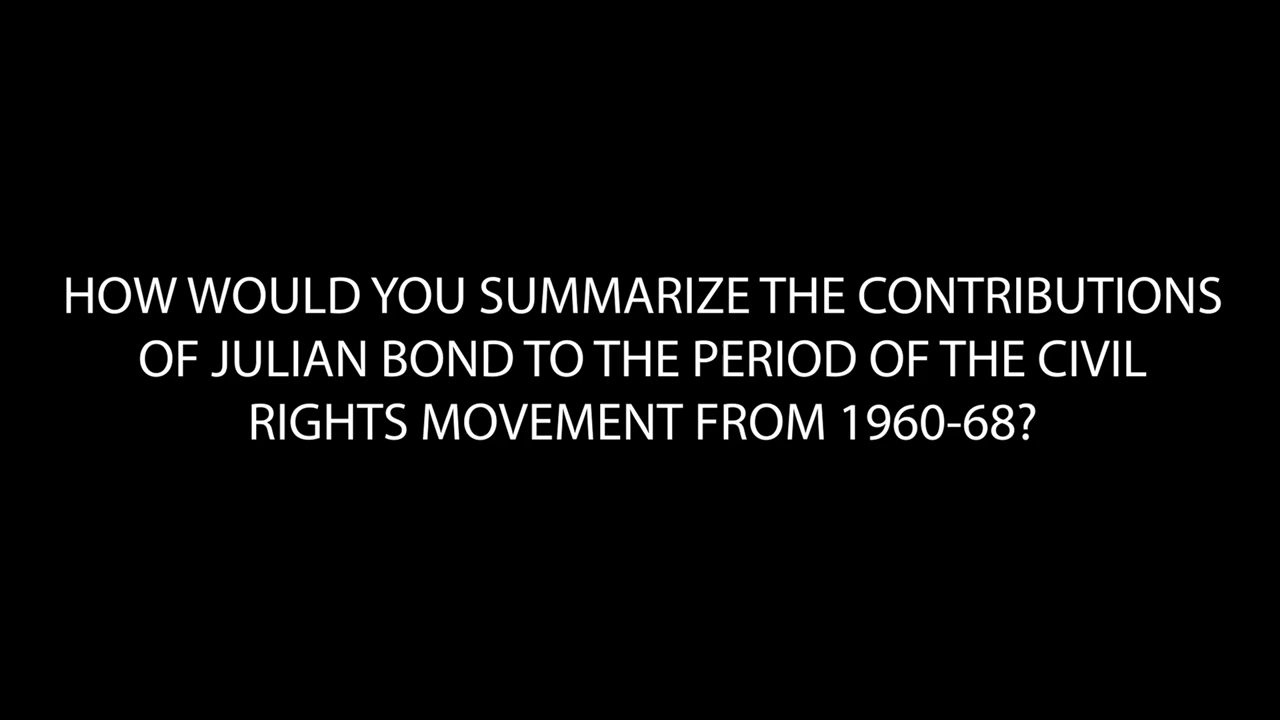 HOW WOULD YOU SUMMARIZE THE CONTRIBUTIONS
OF JULIAN BOND TO THE PERIOD OF THE CIVIL
RIGHTS MOVEMENT FROM 1960-68?